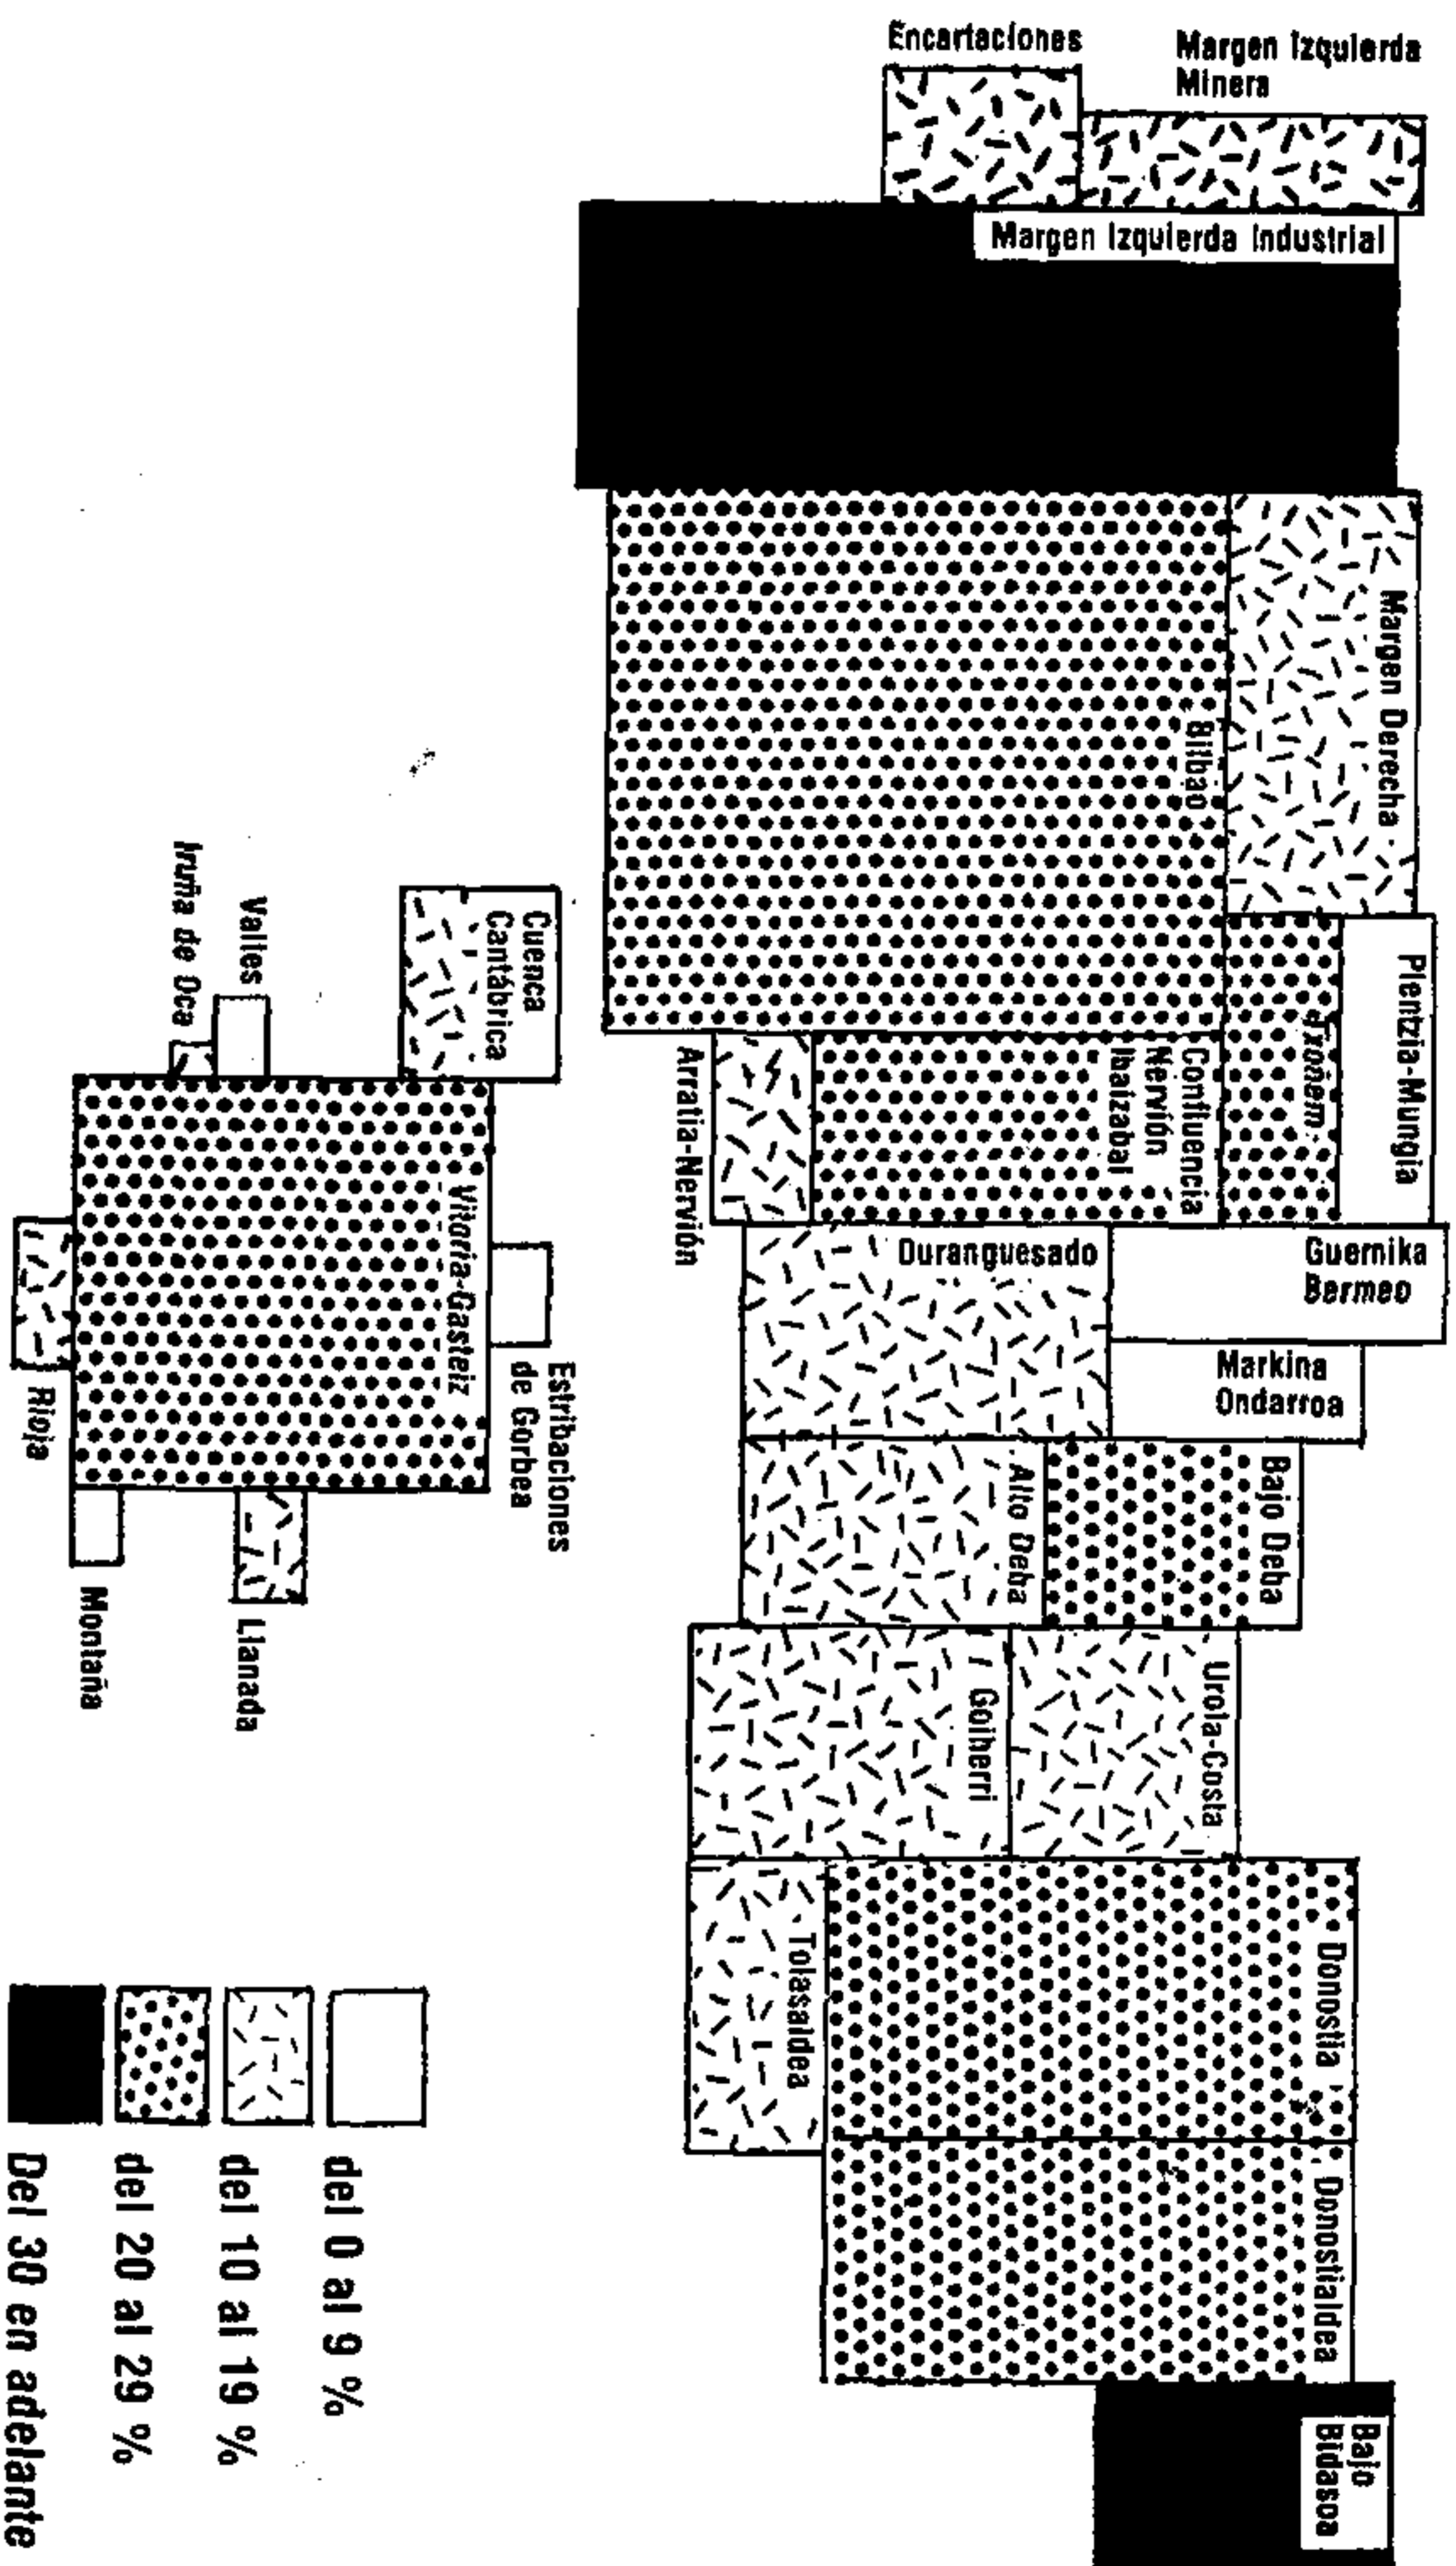 Encartaciones
Margen Izquierda
Minera
Margen Izquierda Industrial
Margen Derecha
Bilbao
Plentzia-Mungia
Txoriherri
Confluencia
Nervión
Ibaizabal
Arratia-Nervión
Duranguesado
Guernika
Bermeo
Markina
Ondarroa
Bajo Deba
Alto Deba
Urola-Costa
Goiherri
Tolasaldea
Donostia
Donostialdea
Bajo
Bidasoa
Cuenca
Cantábrica
Valles
Iruña de Oca
Vitoria-Gasteiz
Estribaciones
de Gorbea
Rioja
Montaña
Llanada
del 0 al 9 %
del 10 al 19 %
del 20 al 29 %
Del 30 en adelante